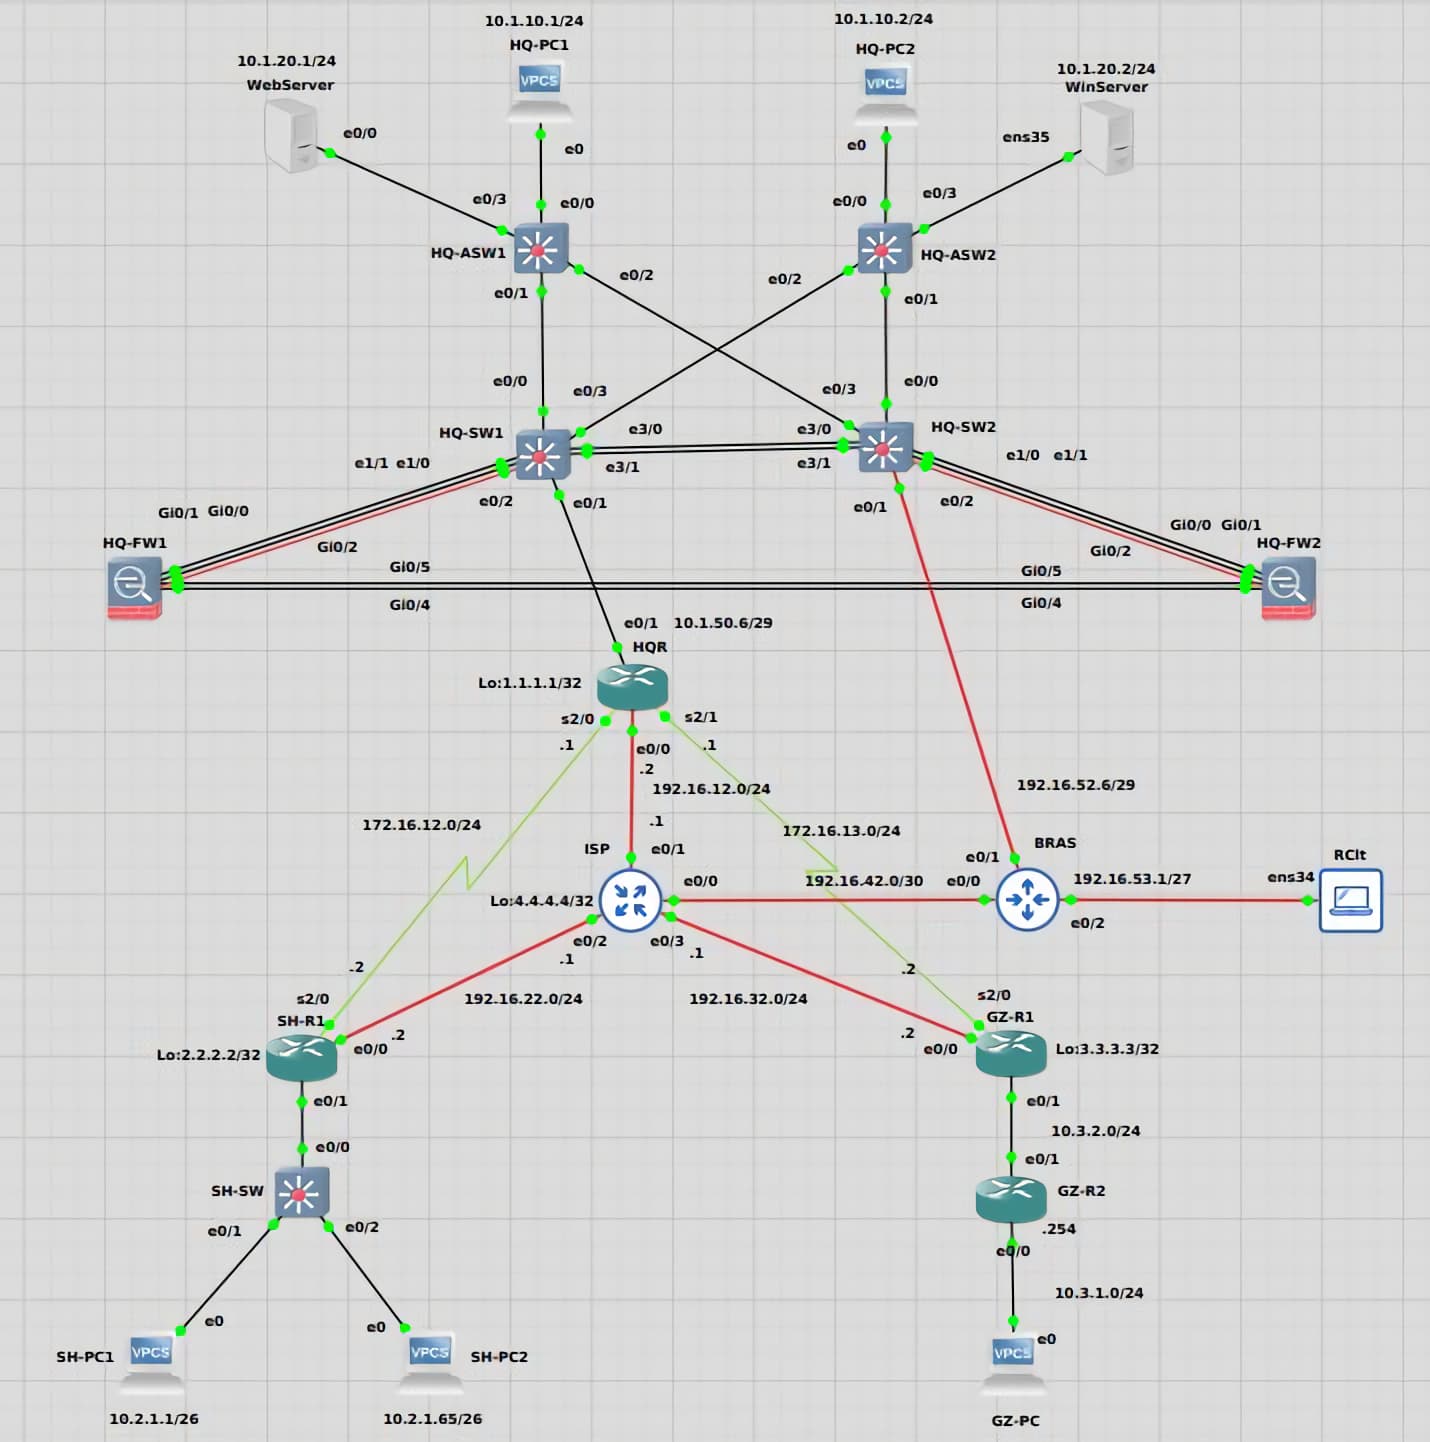 10.1.10.1/24
HQ-PC1
VPCS
10.1.10.2/24
HQ-PC2
VPCS
10.1.20.1/24
WebServer
10.1.20.2/24
WinServer
e0/0
e0
e0
ens35
e0/3
e0/0
e0/0
e0/3
HQ-ASW1
HQ-ASW2
e0/2
e0/2
e0/1
e0/1
e0/0
e0/3
e0/3
e0/0
HQ-SW1
e3/0
e3/0
HQ-SW2
e1/1 e1/0
e3/1
e3/1
e1/0 e1/1
e0/2
e0/1
e0/1
e0/2
Gi0/1 Gi0/0
Gi0/0 Gi0/1
HQ-FW1
Gi0/2
Gi0/2
HQ-FW2
Gi0/5
Gi0/5
Gi0/4
Gi0/4
e0/1 10.1.50.6/29
HQR
Lo:1.1.1.1/32
s2/0
s2/1
.1
e0/0
.1
.2
192.16.12.0/24
192.16.52.6/29
172.16.12.0/24
.1
172.16.13.0/24
ISP
e0/1
e0/1
BRAS
RClt
e0/0
192.16.42.0/30
e0/0
192.16.53.1/27
ens34
Lo:4.4.4.4/32
e0/2
e0/3
e0/2
.1
.1
.2
.2
s2/0
192.16.22.0/24
192.16.32.0/24
s2/0
SH-R1
GZ-R1
.2
.2
Lo:2.2.2.2/32
e0/0
e0/0
Lo:3.3.3.3/32
e0/1
e0/1
10.3.2.0/24
e0/0
e0/1
SH-SW
GZ-R2
e0/1
e0/2
.254
e0/0
10.3.1.0/24
e0
e0
e0
SH-PC1
VPCS
VPCS
SH-PC2
VPCS
10.2.1.1/26
10.2.1.65/26
GZ-PC